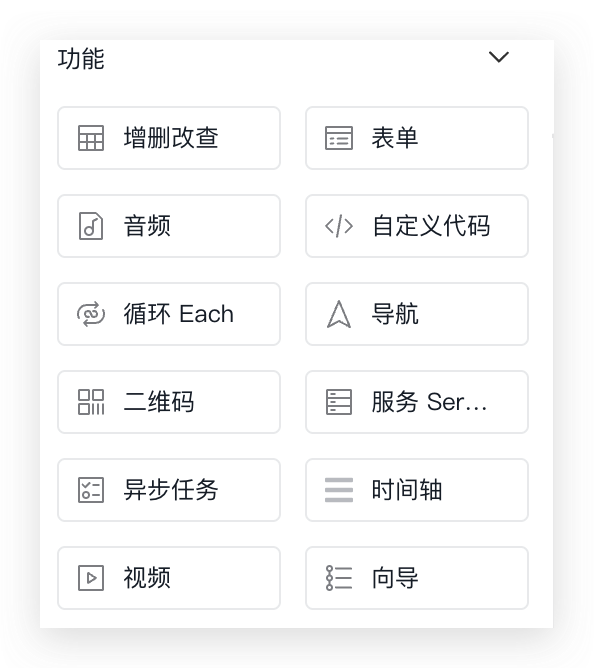 功能
增删改查
表单
音频
自定义代码
循环 Each
导航
二维码
服务 Ser...
异步任务
时间轴
视频
向导